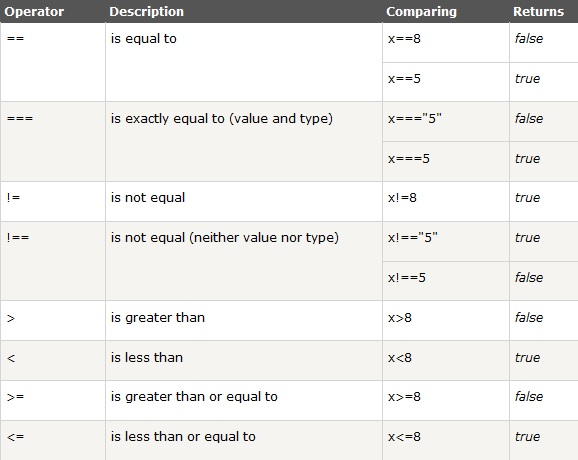 Operator Description Comparing Returns
== is equal to x==8 false
x==5 true
=== is exactly equal to (value and type) x==="5" false
x===5 true
!= is not equal x!=8 true
!== is not equal (neither value nor type) x!=="5" true
x!==5 false
> is greater than x>8 false
< is less than x<8 true
>= is greater than or equal to x>=8 false
<= is less than or equal to x<=8 true